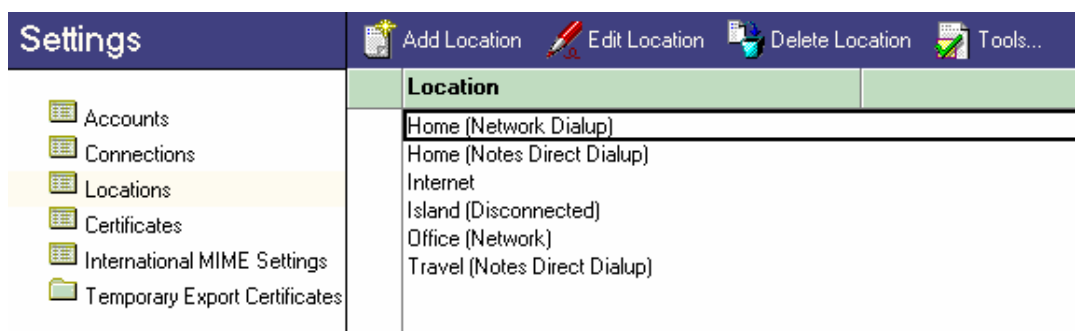 Settings
Add Location Edit Location Delete Location Tools...
Accounts
Connections
Locations
Certificates
International MIME Settings
Temporary Export Certificates
Location
Home (Network Dialup)
Home (Notes Direct Dialup)
Internet
Island (Disconnected)
Office (Network)
Travel (Notes Direct Dialup)